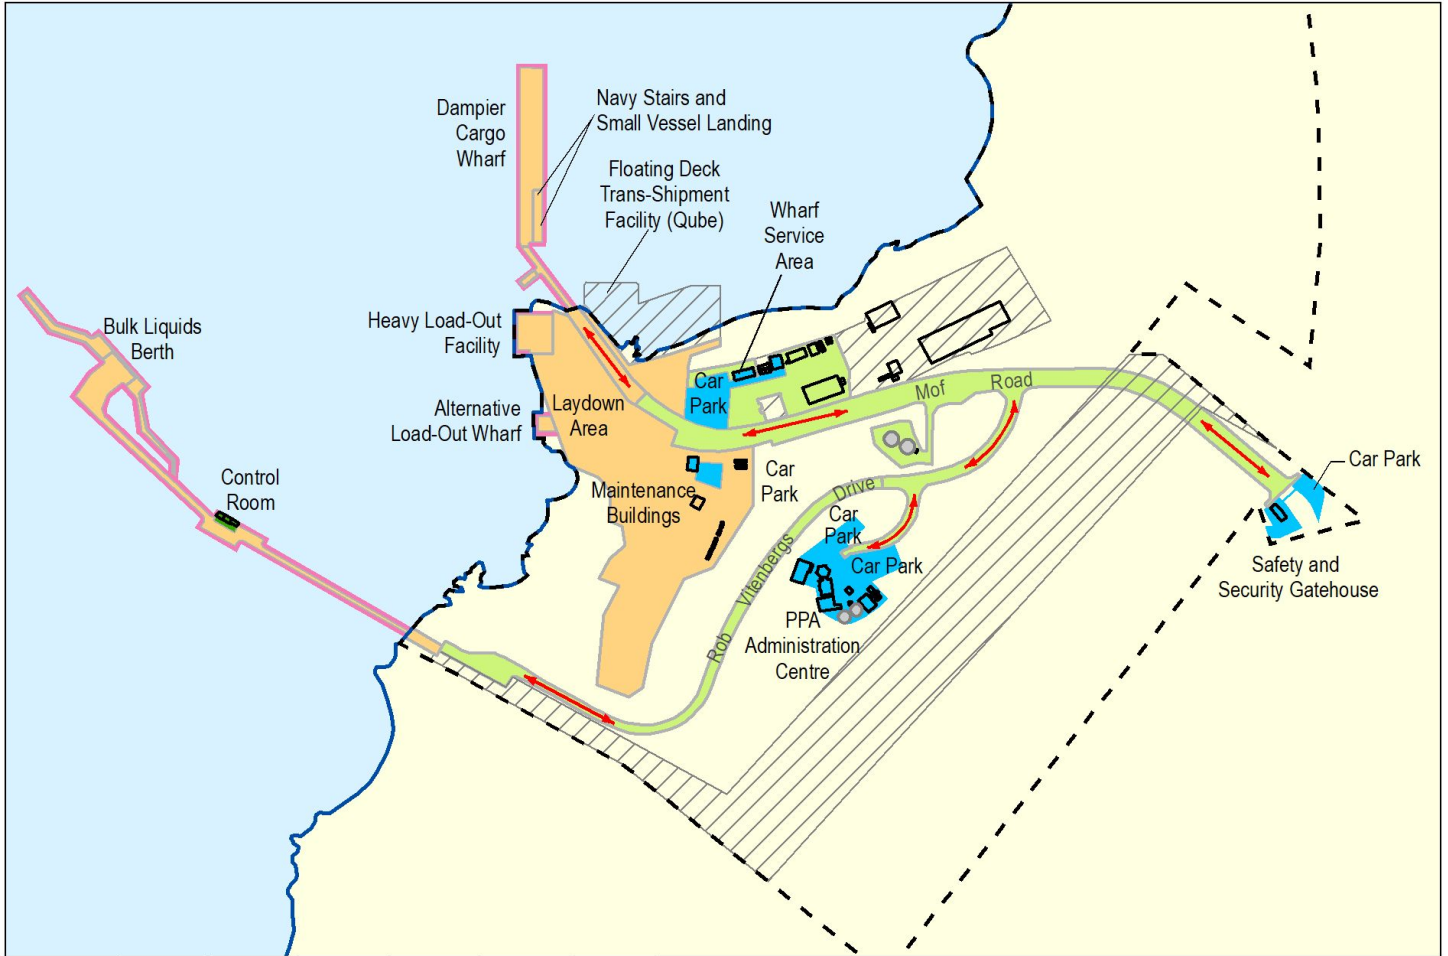 Dampier
Cargo
Wharf
Navy Stairs and
Small Vessel Landing
Floating Deck
Trans-Shipment
Facility (Qube)
Wharf
Service
Area
Bulk Liquids
Berth
Heavy Load-Out
Facility
Alternative
Load-Out Wharf
Laydown
Area
Car
Park
Mof
Road
Control
Room
Maintenance
Buildings
Car
Park
Drive
Vitenbergs
Rob
Car
Park
Car Park
PPA
Administration
Centre
Car Park
Safety and
Security Gatehouse